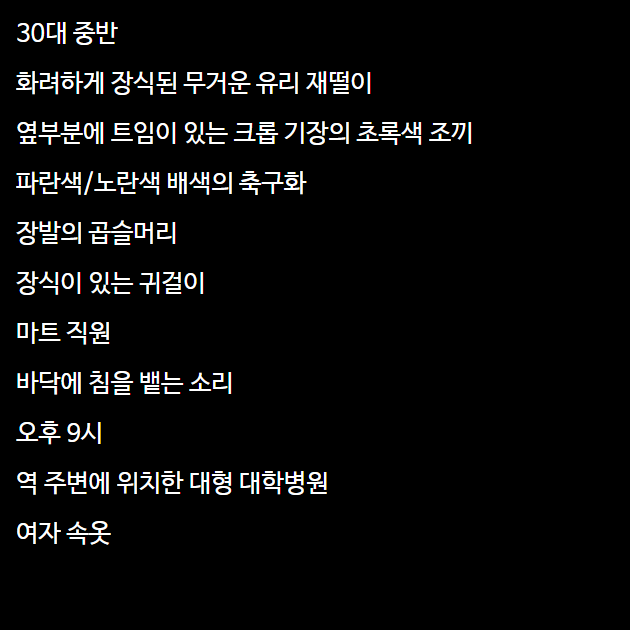 30대 중반
화려하게 장식된 무거운 유리 재떨이
옆부분에 트임이 있는 크롭 기장의 초록색 조끼
파란색/노란색 배색의 축구화
장발의 곱슬머리
장식이 있는 귀걸이
마트 직원
바닥에 침을 뱉는 소리
오후 9시
역 주변에 위치한 대형 대학병원
여자 속옷